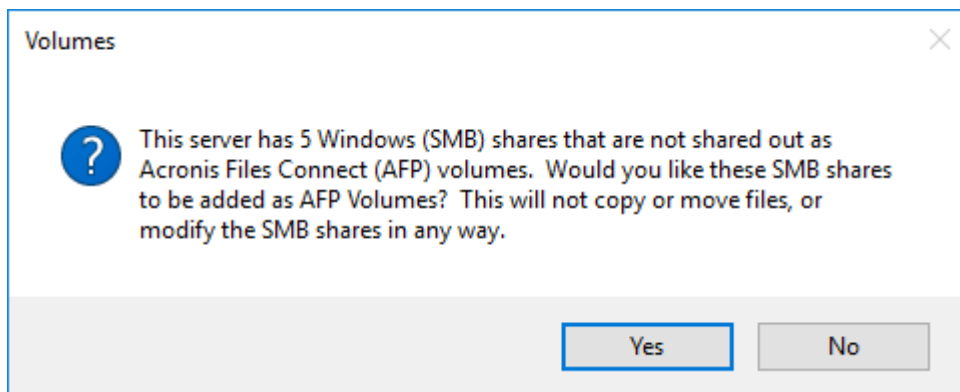 Volumes
This server has 5 Windows (SMB) shares that are not shared out as
Acronis Files Connect (AFP) volumes.  Would you like these SMB shares
to be added as AFP Volumes?  This will not copy or move files, or
modify the SMB shares in any way.
Yes
No